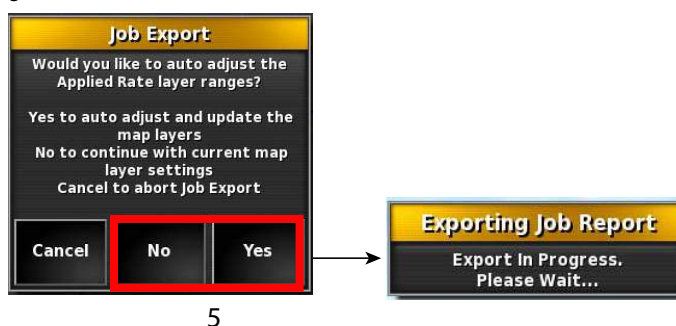 Job Export
Would you like to auto adjust the
Applied Rate layer ranges?
Yes to auto adjust and update the
map layers
No to continue with current map
layer settings
Cancel to abort Job Export
Cancel
No
Yes
Exporting Job Report
Export In Progress.
Please Wait...
5